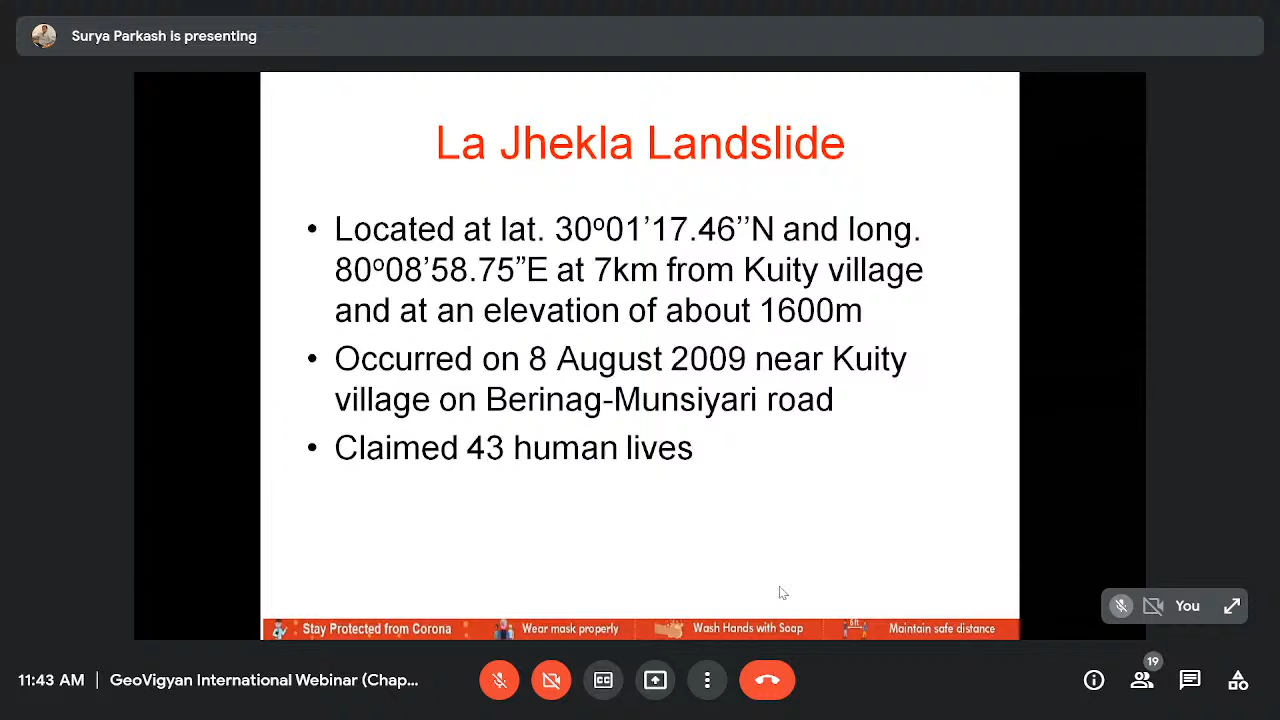 Surya Parkash is presenting
La Jhekla Landslide
• Located at lat. 30º01’17.46’’N and long.
80º08’58.75”E at 7km from Kuity village
and at an elevation of about 1600m
• Occurred on 8 August 2009 near Kuity
village on Berinag-Munsiyari road
• Claimed 43 human lives
Stay Protected from Corona
Wear mask properly
Wash Hands with Soap
6 ft
Maintain safe distance
You
11:43 AM | GeoVigyan International Webinar (Chap...
CC
19